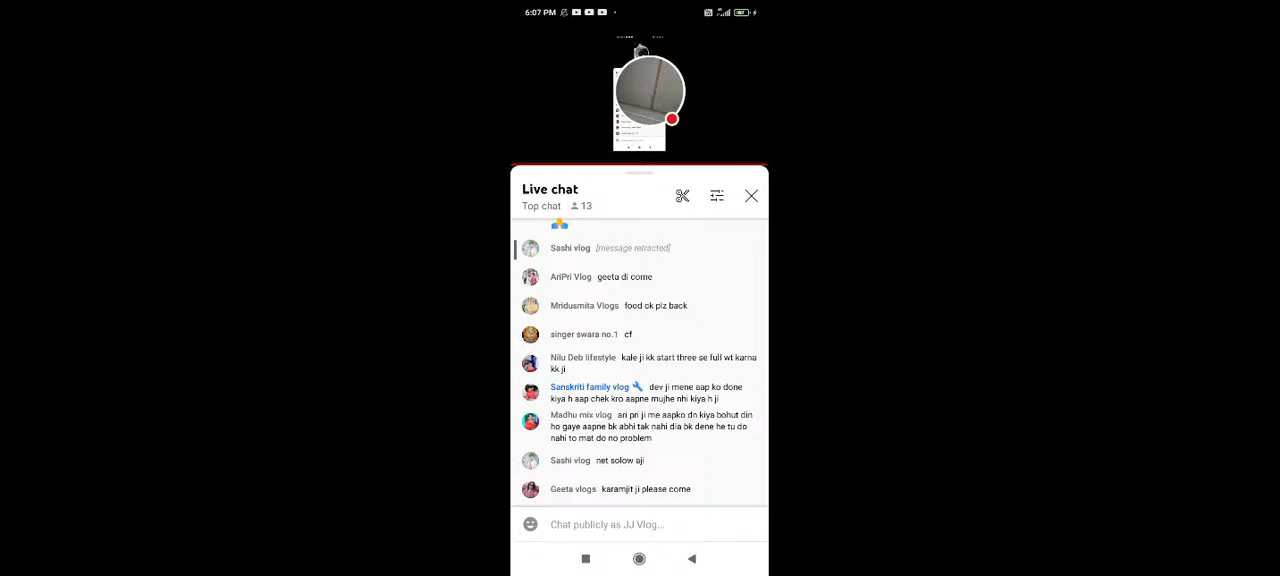 6:07 PM
Live chat
Top chat 13
Sashi vlog [message retracted]
AriPri Vlog geeta di come
Mridusmita Vlogs food ck plz back
singer swara no.1 cf
Nilu Deb lifestyle kale ji kk start three se full wt karna
kk ji
Sanskriti family vlog dev ji mene aap ko done
kiya h aap chek kro aapne mujhe nhi kiya h ji
Madhu mix vlog ari pri ji me aapko dn kiya bohut din
ho gaye aapne bk abhi tak nahi dia bk dene he tu do
nahi to mat do no problem
Sashi vlog net solow aji
Geeta vlogs karamjit ji please come
Chat publicly as JJ Vlog...